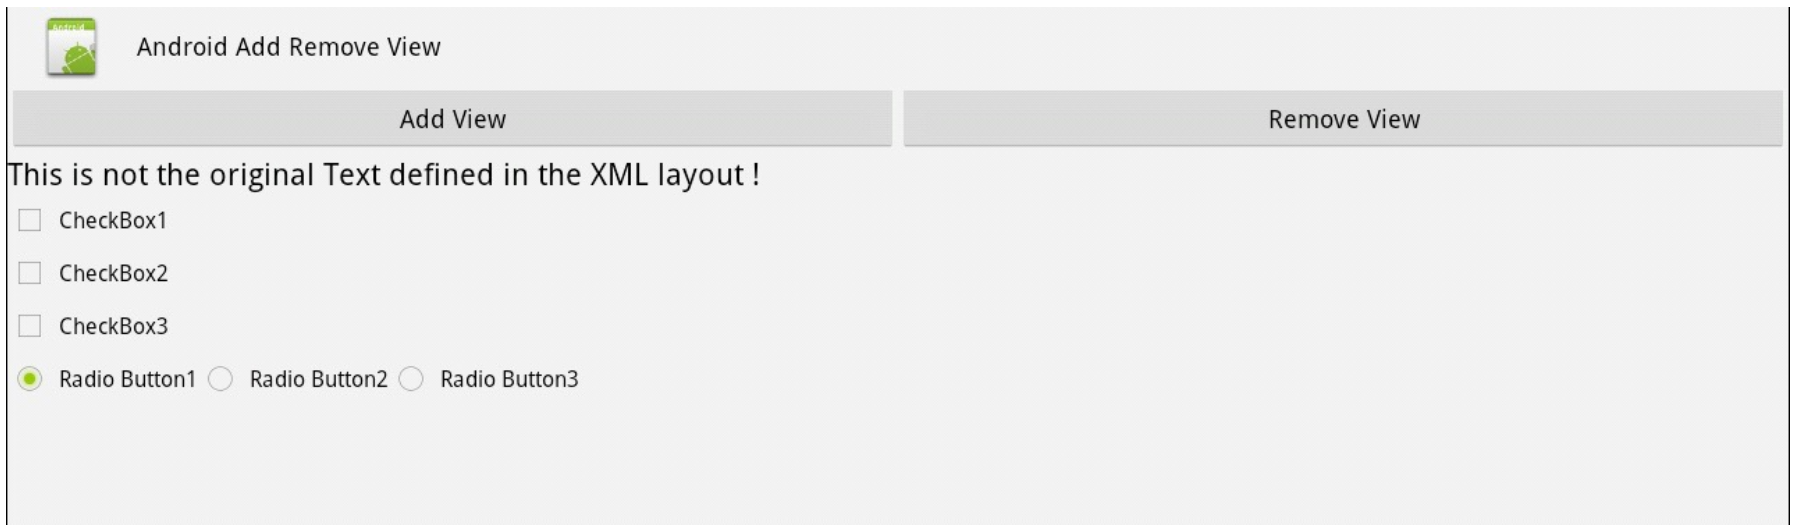 Android
Android Add Remove View
Add View Remove View
This is not the original Text defined in the XML layout !
CheckBox1
CheckBox2
CheckBox3
Radio Button1 Radio Button2 Radio Button3